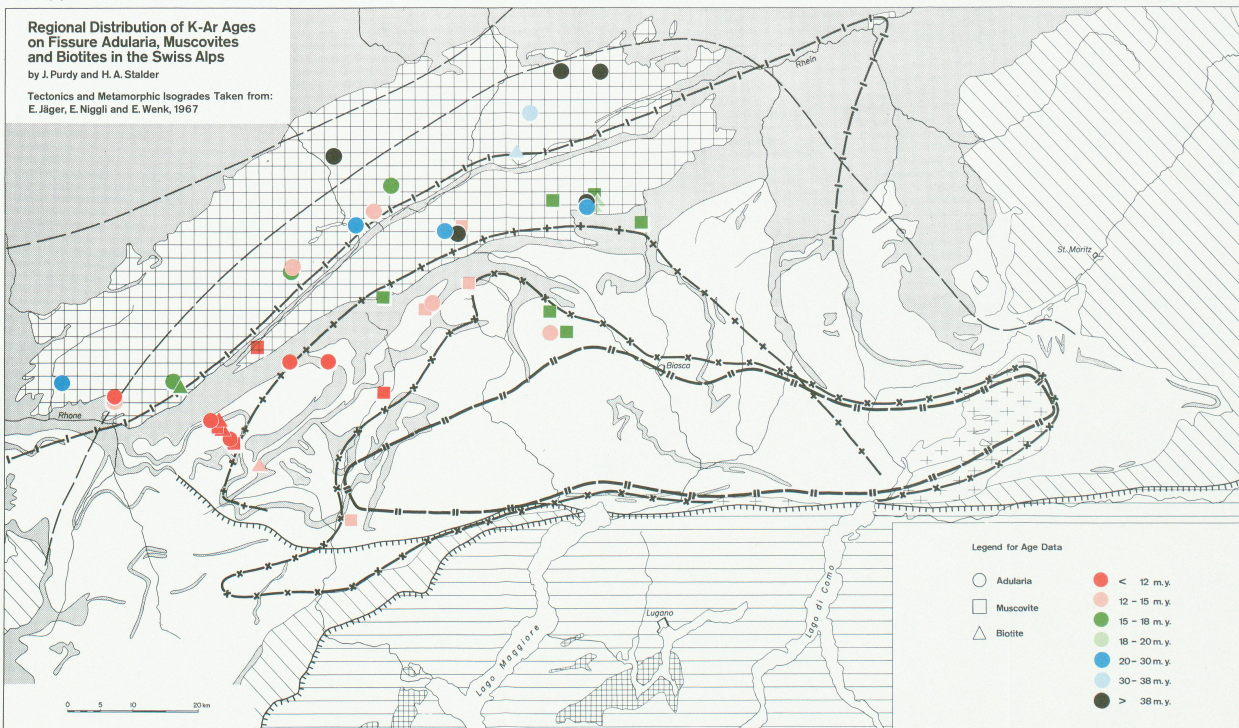 Regional Distribution of K-Ar Ages
on Fissure Adularia, Muscovites
and Biotites in the Swiss Alps
by J. Purdy and H. A. Stalder
Tectonics and Metamorphic Isogrades Taken from:
E. Jäger, E. Niggli and E. Wenk, 1967
Rhein
St. Moritz
Biasca
Rhone
Lago Maggiore
Lugano
Lago di Como
0 5 10 20 km
Legend for Age Data
Adularia
Muscovite
Biotite
< 12 m.y.
12 – 15 m.y.
15 – 18 m.y.
18 – 20 m.y.
20 – 30 m.y.
30 – 38 m.y.
> 38 m.y.